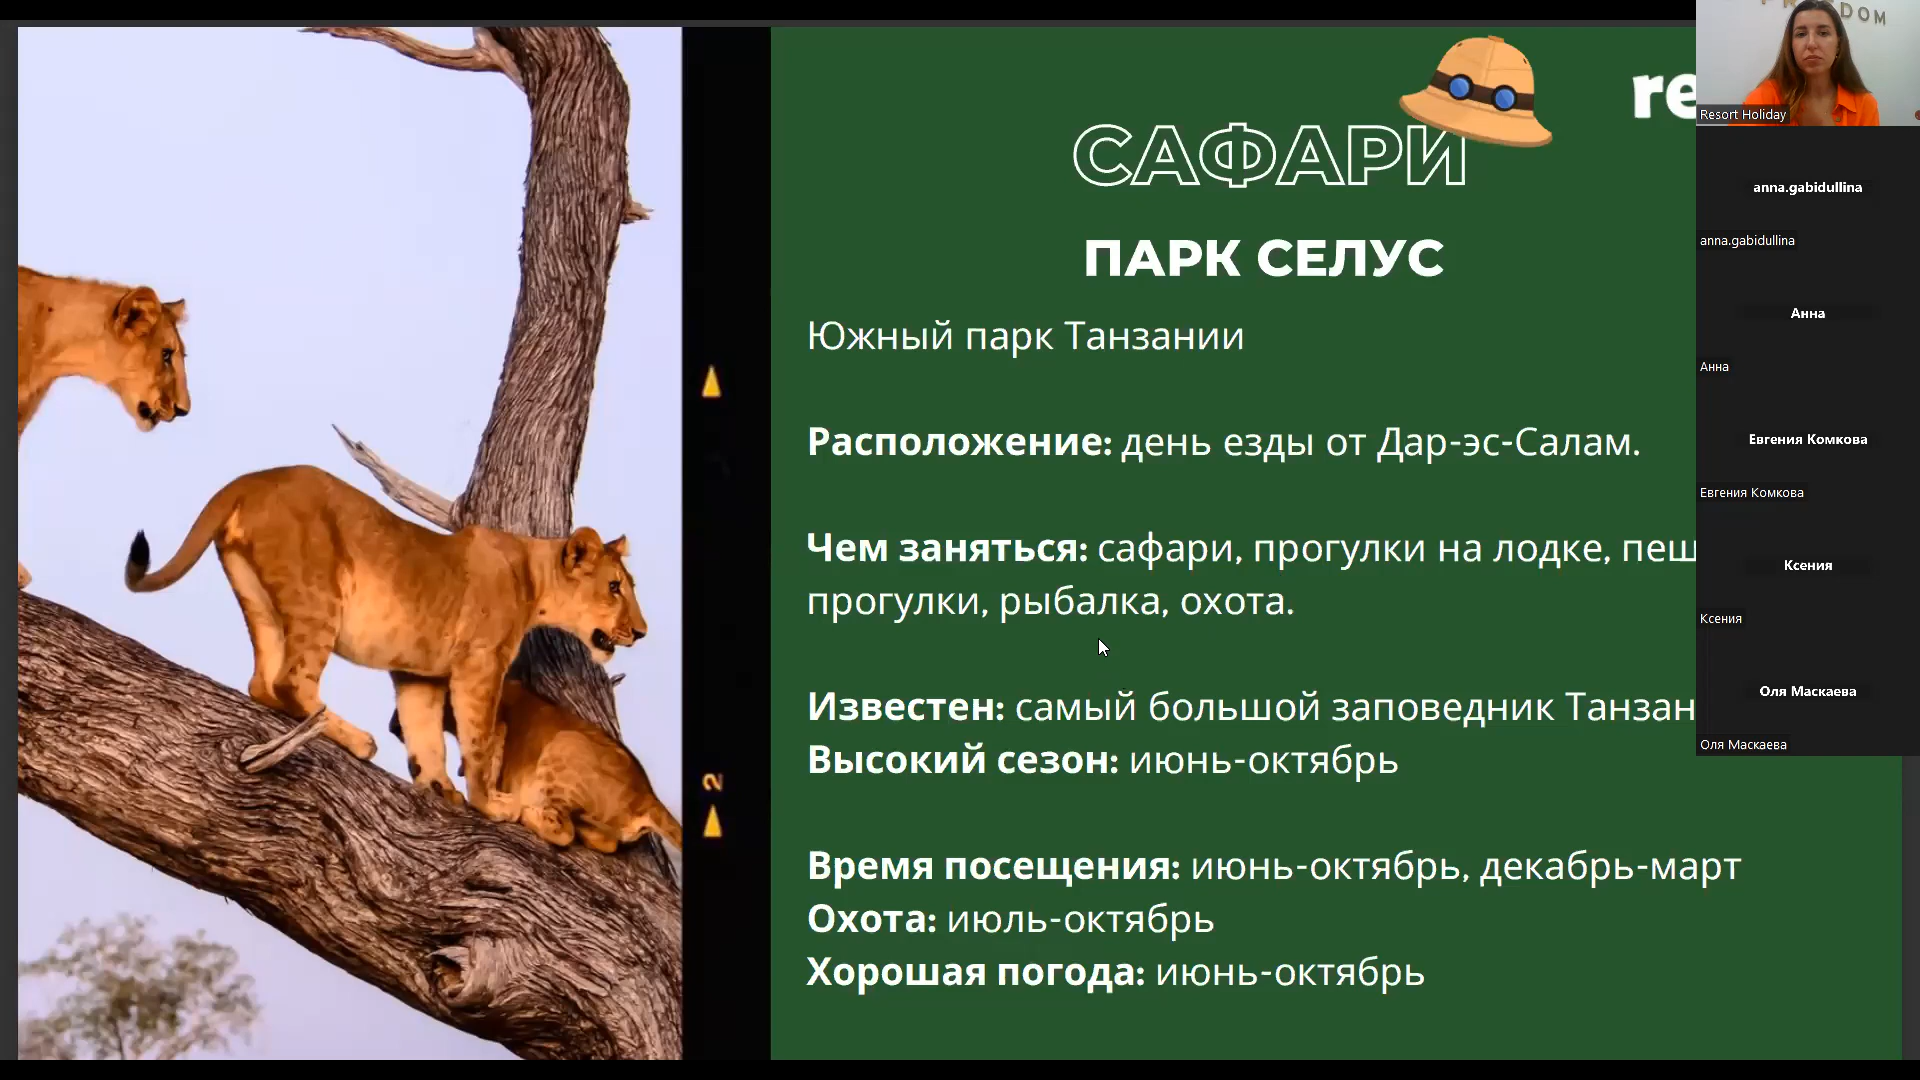 САФАРИ
ПАРК СЕЛУС
Южный парк Танзании
Расположение: день езды от Дар-эс-Салам.
Чем заняться: сафари, прогулки на лодке, пеш
прогулки, рыбалка, охота.
Известен: самый большой заповедник Танзан
Высокий сезон: июнь-октябрь
Время посещения: июнь-октябрь, декабрь-март
Охота: июль-октябрь
Хорошая погода: июнь-октябрь
2
re
Resort Holiday
anna.gabidullina
anna.gabidullina
Анна
Анна
Евгения Комкова
Евгения Комкова
Ксения
Ксения
Оля Маскаева
Оля Маскаева